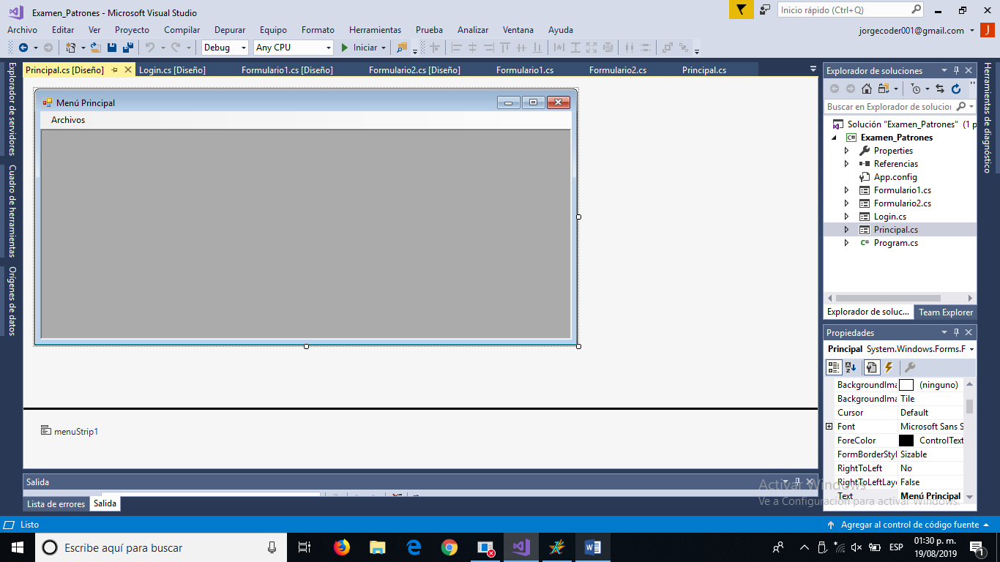 Examen_Patrones - Microsoft Visual Studio
Inicio rápido (Ctrl+Q)
Archivo Editar Ver Proyecto Compilar Depurar Equipo Formato Herramientas Prueba Analizar Ventana Ayuda
jorgecoder001@gmail.com J
Debug Any CPU Iniciar
Explorador de servidores
Cuadro de herramientas
Orígenes de datos
Principal.cs [Diseño] Login.cs [Diseño] Formulario1.cs [Diseño] Formulario2.cs [Diseño] Formulario1.cs Formulario2.cs Principal.cs
Menú Principal
Archivos
menuStrip1
Salida
Lista de errores Salida
Explorador de soluciones
Buscar en Explorador de solucion
Solución "Examen_Patrones" (1 p
Examen_Patrones
Properties
Referencias
App.config
Formulario1.cs
Formulario2.cs
Login.cs
Principal.cs
Program.cs
Explorador de soluc... Team Explorer
Herramientas de diagnóstico
Propiedades
Principal System.Windows.Forms.F
BackgroundIma (ninguno)
BackgroundIma Tile
Cursor Default
Font Microsoft Sans S
ForeColor ControlText
FormBorderStyl Sizable
RightToLeft No
RightToLeftLay False
Text Menú Principal
Activar Windows
Ve a Configuración para activar Windows.
Listo
Agregar al control de código fuente
Escribe aquí para buscar
ESP
01:30 p. m.
19/08/2019
1